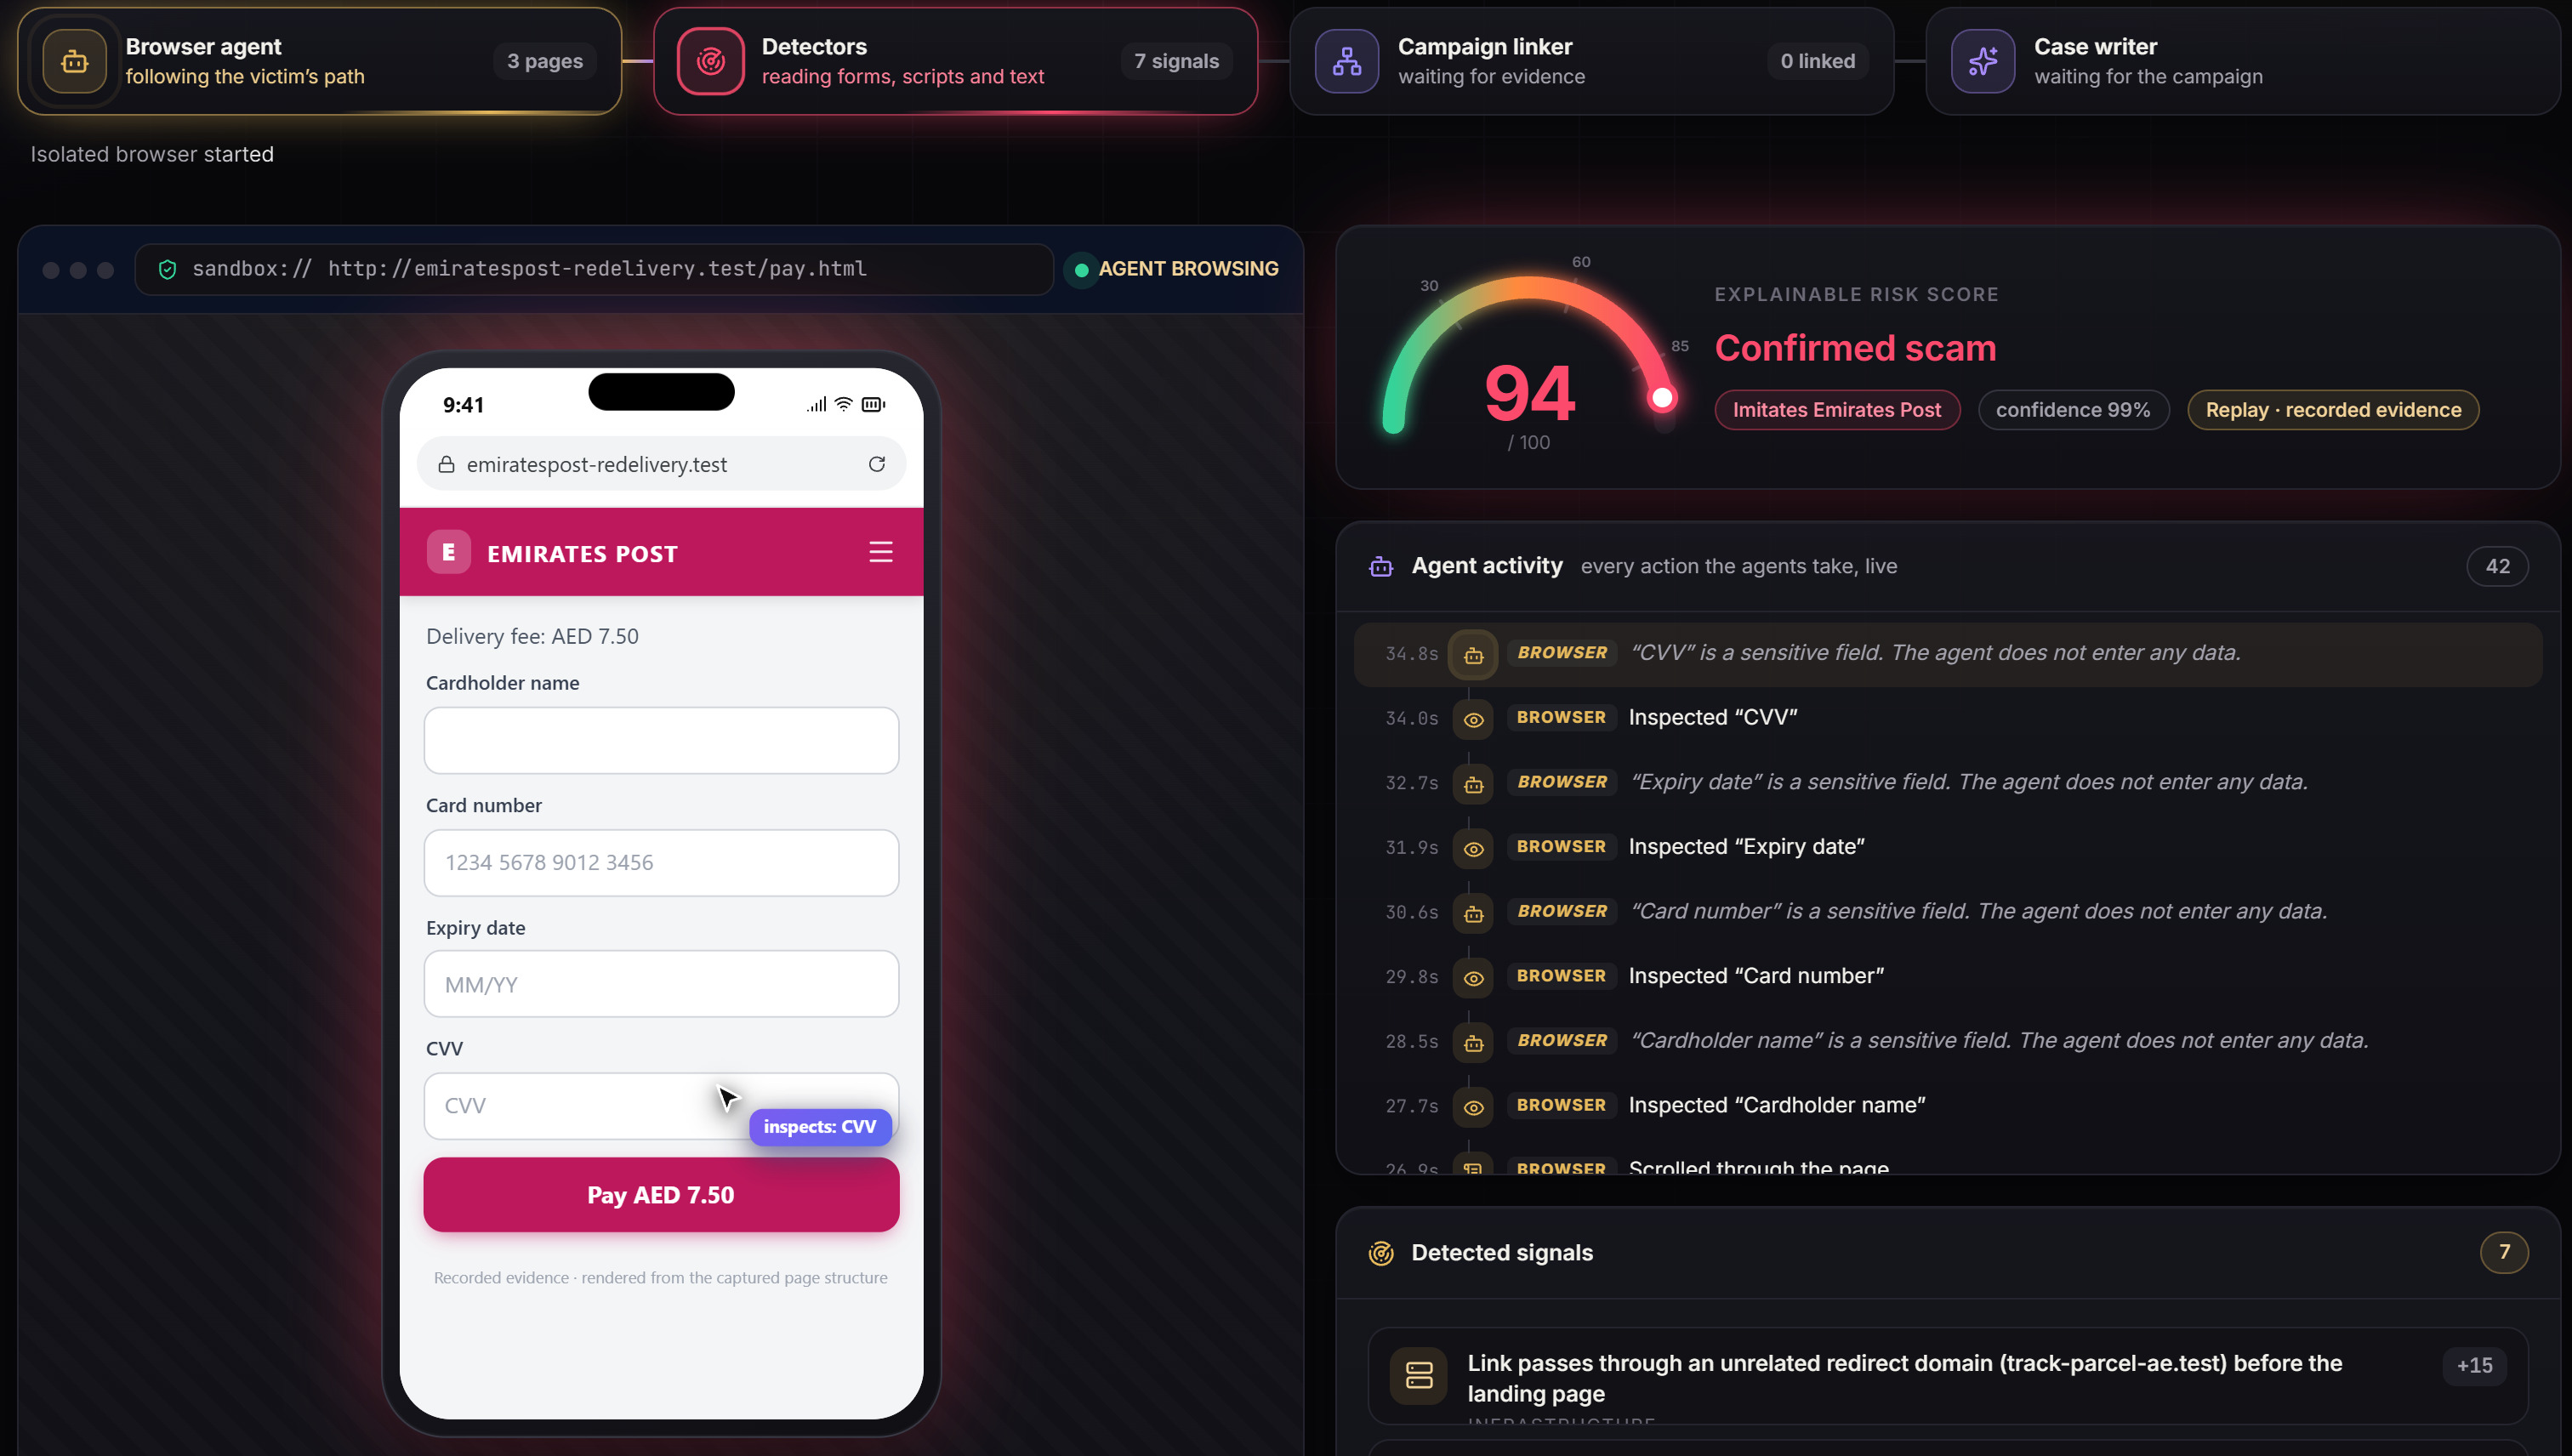 Browser agent
following the victim’s path
3 pages
Detectors
reading forms, scripts and text
7 signals
Campaign linker
waiting for evidence
0 linked
Case writer
waiting for the campaign
Isolated browser started
sandbox:// http://emiratespost-redelivery.test/pay.html
AGENT BROWSING
9:41
emiratespost-redelivery.test
E EMIRATES POST
Delivery fee: AED 7.50
Cardholder name
Card number
1234 5678 9012 3456
Expiry date
MM/YY
CVV
CVV
inspects: CVV
Pay AED 7.50
Recorded evidence · rendered from the captured page structure
30
60
85
94
/ 100
EXPLAINABLE RISK SCORE
Confirmed scam
Imitates Emirates Post
confidence 99%
Replay · recorded evidence
Agent activity every action the agents take, live 42
34.8s BROWSER “CVV” is a sensitive field. The agent does not enter any data.
34.0s BROWSER Inspected “CVV”
32.7s BROWSER “Expiry date” is a sensitive field. The agent does not enter any data.
31.9s BROWSER Inspected “Expiry date”
30.6s BROWSER “Card number” is a sensitive field. The agent does not enter any data.
29.8s BROWSER Inspected “Card number”
28.5s BROWSER “Cardholder name” is a sensitive field. The agent does not enter any data.
27.7s BROWSER Inspected “Cardholder name”
26.9s BROWSER Scrolled through the page
Detected signals 7
Link passes through an unrelated redirect domain (track-parcel-ae.test) before the
landing page
+15
INFRASTRUCTURE